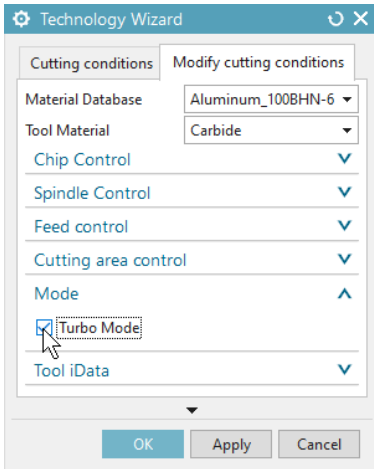 Technology Wizard
Cutting conditions
Modify cutting conditions
Material Database
Aluminum_100BHN-6
Tool Material
Carbide
Chip Control
Spindle Control
Feed control
Cutting area control
Mode
Turbo Mode
Tool iData
OK
Apply
Cancel